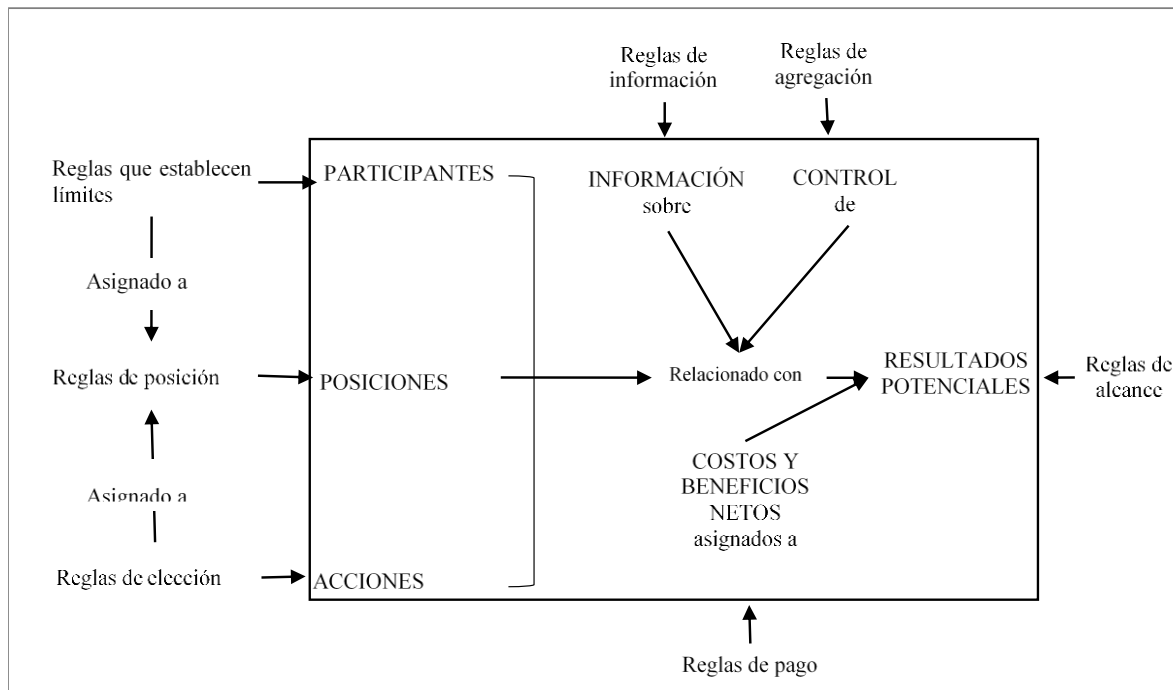 Reglas de
información
Reglas de
agregación
Reglas que establecen
límites
PARTICIPANTES
INFORMACIÓN
sobre
CONTROL
de
Asignado a
Reglas de posición
POSICIONES
Relacionado con
RESULTADOS
POTENCIALES
Reglas de
alcance
COSTOS Y
BENEFICIOS
NETOS
asignados a
Asignado a
Reglas de elección
ACCIONES
Reglas de pago